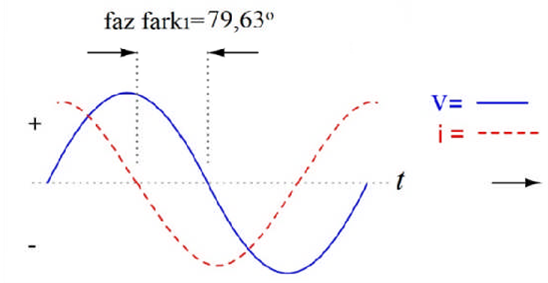 faz farkı=79,63º
+
V=
i =
t
-